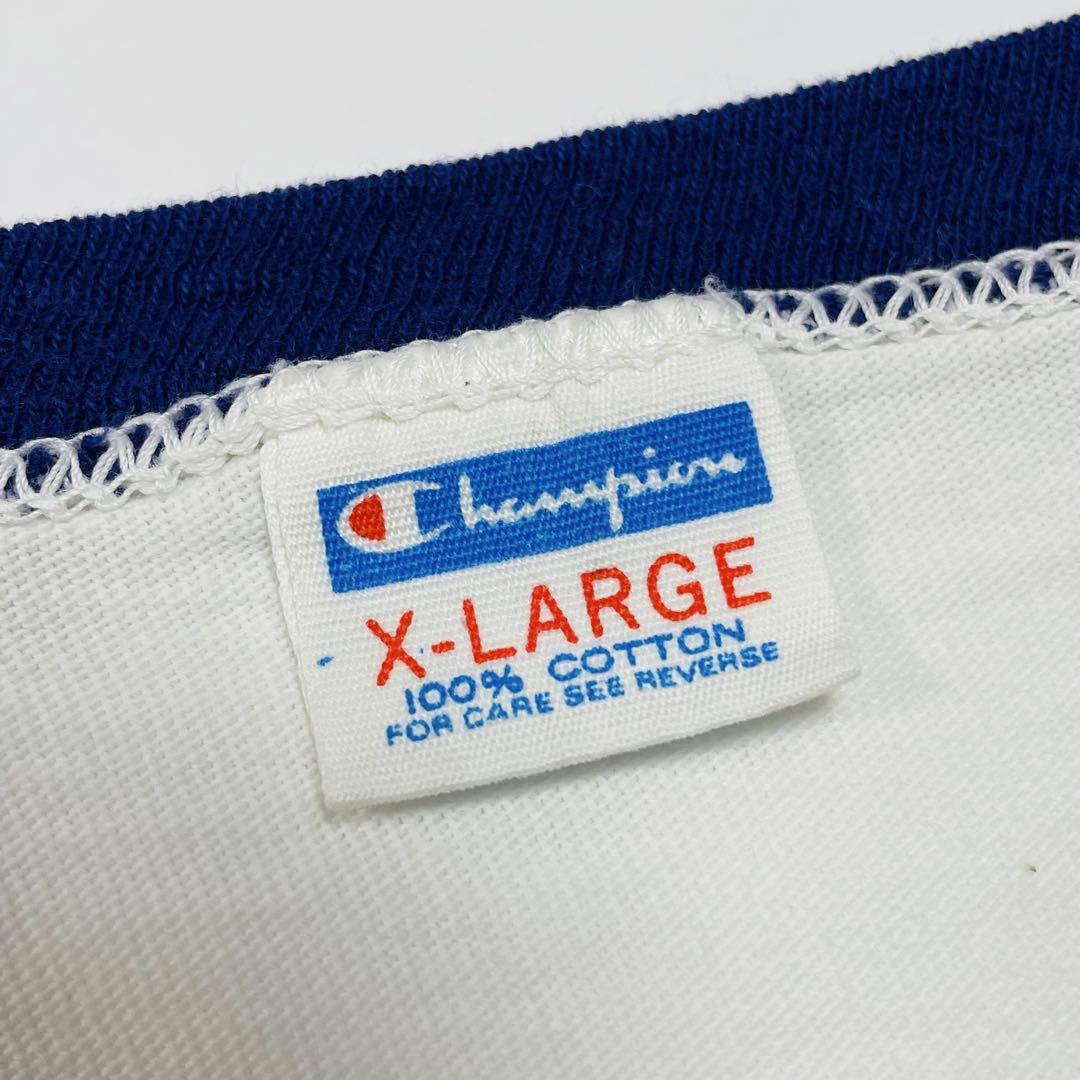 Champion
X-LARGE
100% COTTON
FOR CARE SEE REVERSE